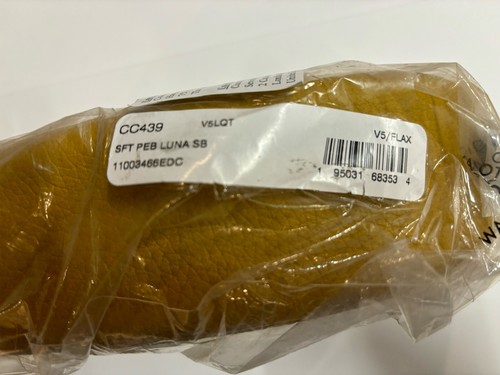 CC439 V5LQT V5/FLAX
SFT PEB LUNA SB
11003466EDC
1 95031 68353 4